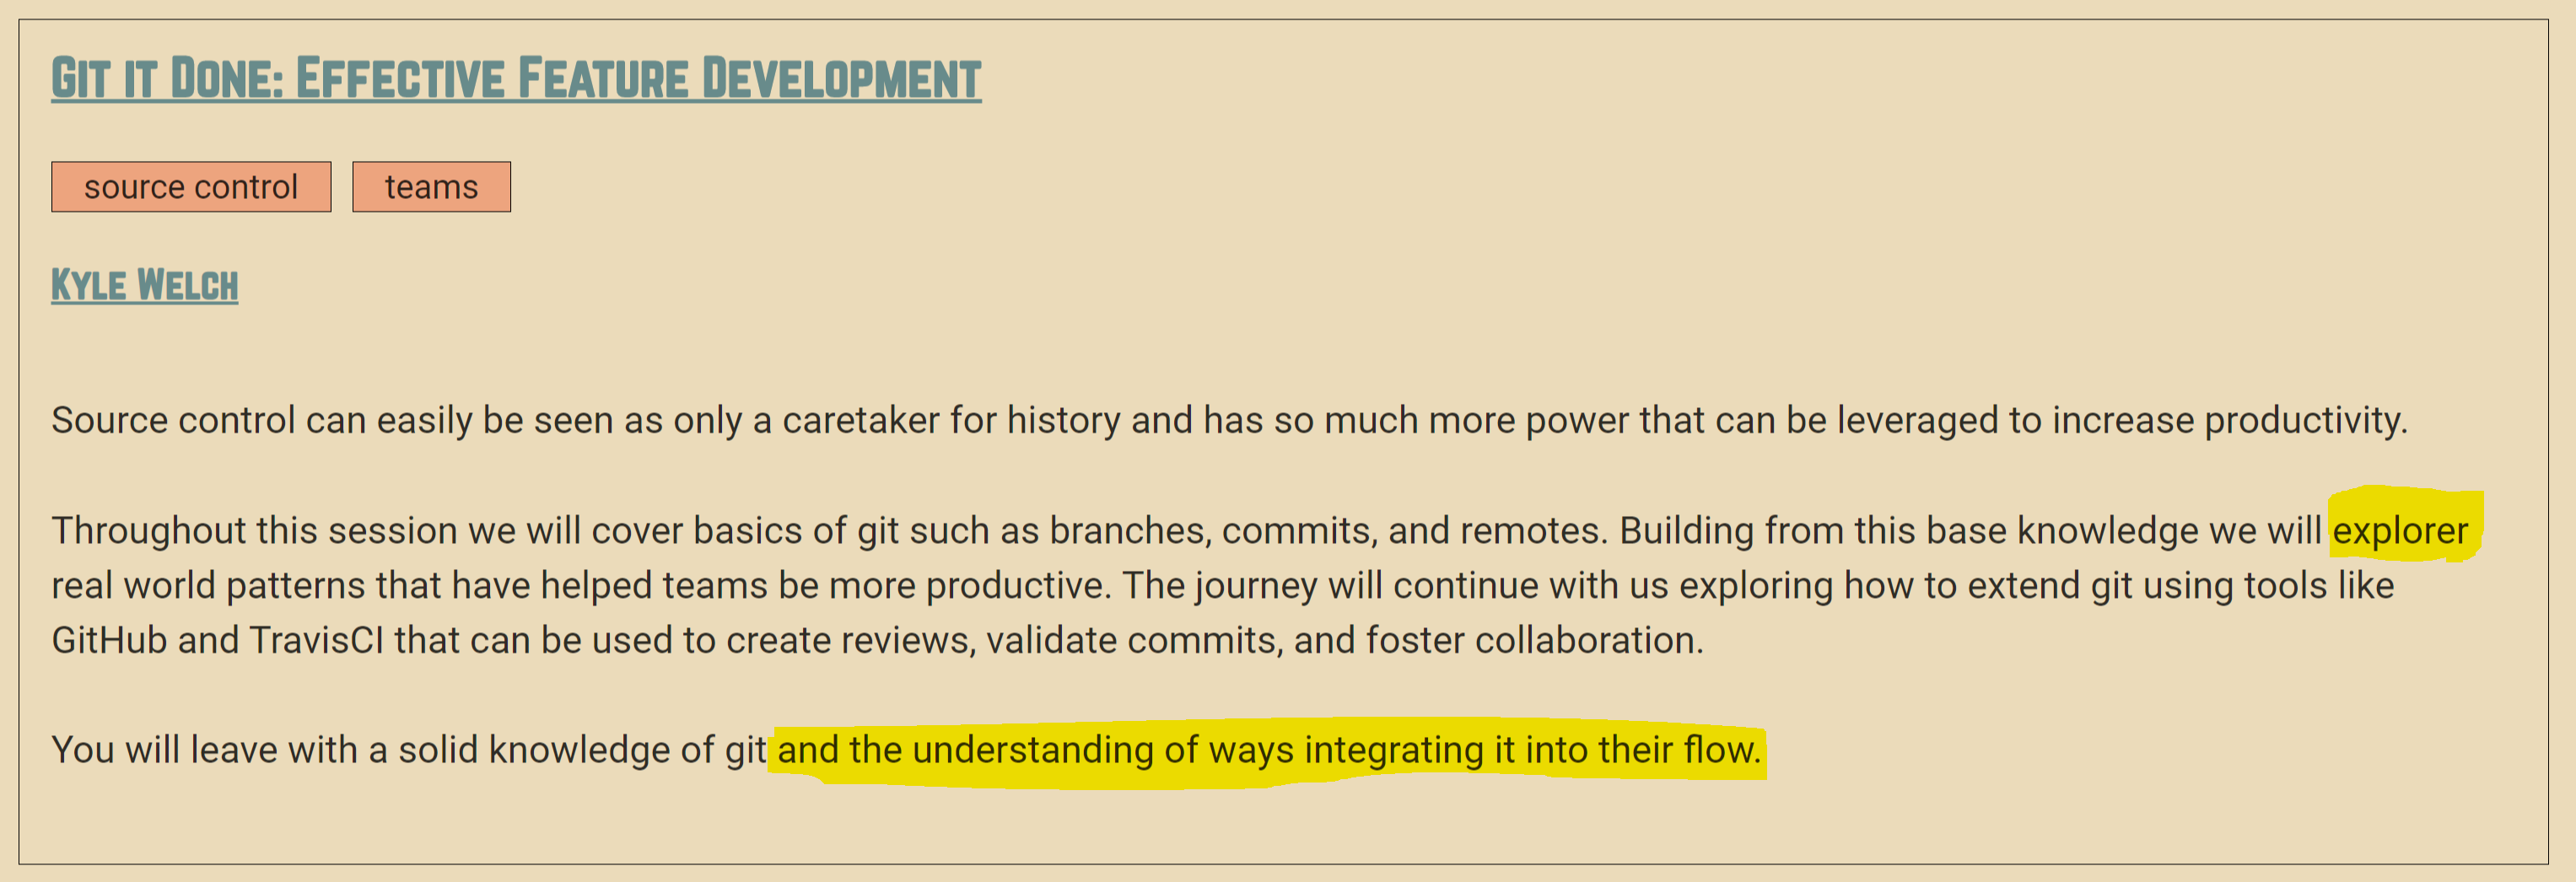 Git it Done: Effective Feature Development
source control teams
Kyle Welch
Source control can easily be seen as only a caretaker for history and has so much more power that can be leveraged to increase productivity.
Throughout this session we will cover basics of git such as branches, commits, and remotes. Building from this base knowledge we will explorer
real world patterns that have helped teams be more productive. The journey will continue with us exploring how to extend git using tools like
GitHub and TravisCI that can be used to create reviews, validate commits, and foster collaboration.
You will leave with a solid knowledge of git and the understanding of ways integrating it into their flow.